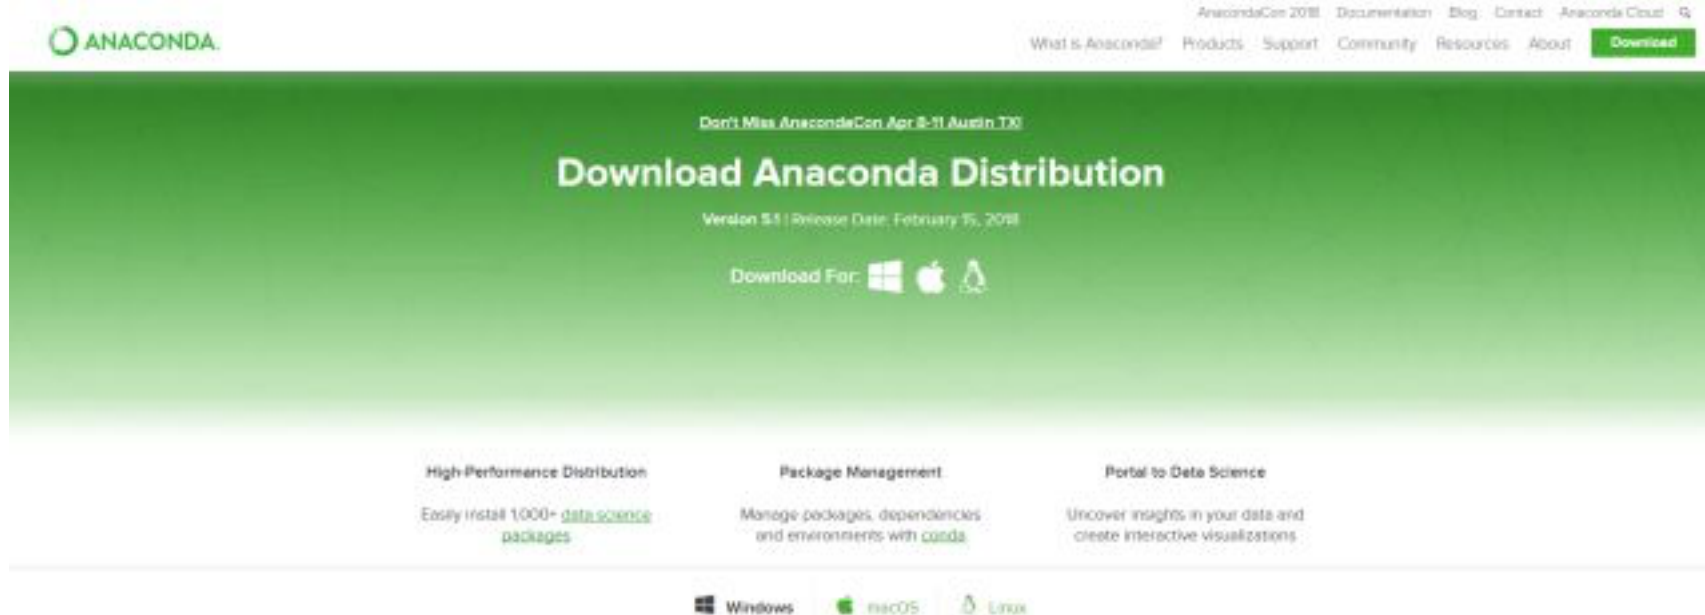 AnacondaCon 2018 Documentation Blog Contact Anaconda Cloud
ANACONDA.
What is Anaconda? Products Support Community Resources About Download
Don't Miss AnacondaCon Apr 8-11 Austin TX!
Download Anaconda Distribution
Version 5.1 | Release Date: February 15, 2018
Download For:
High-Performance Distribution
Easily install 1,000+ data science
packages
Package Management
Manage packages, dependencies
and environments with conda
Portal to Data Science
Uncover insights in your data and
create interactive visualizations
Windows macOS Linux